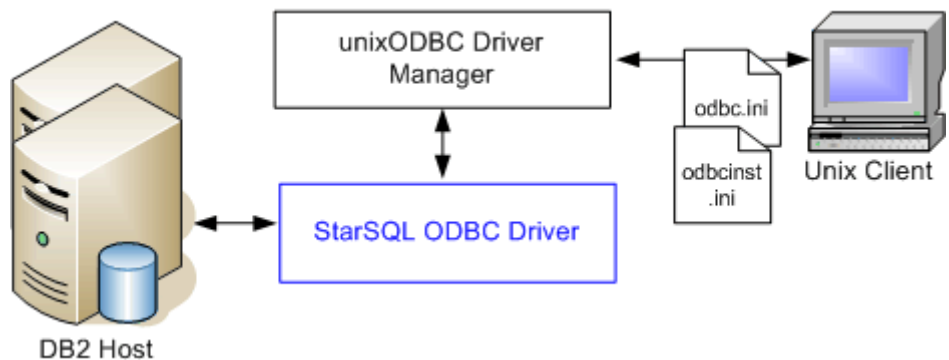 unixODBC Driver
Manager
odbc.ini
odbcinst
.ini
Unix Client
StarSQL ODBC Driver
DB2 Host